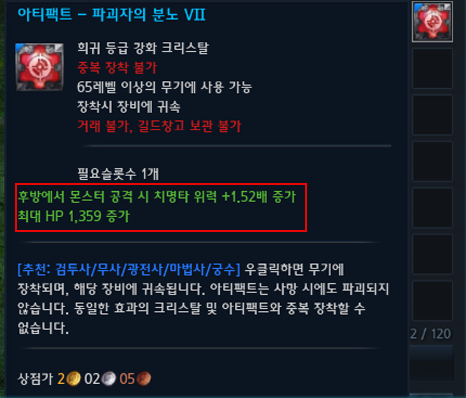 아티팩트 - 파괴자의 분노 VII
희귀 등급 강화 크리스탈
중복 장착 불가
65레벨 이상의 무기에 사용 가능
장착시 장비에 귀속
거래 불가, 길드창고 보관 불가
필요슬롯수 1개
후방에서 몬스터 공격 시 치명타 위력 +1.52배 증가
최대 HP 1,359 증가
[추천: 검투사/무사/광전사/마법사/궁수] 우클릭하면 무기에
장착되며, 해당 장비에 귀속됩니다. 아티팩트는 사망 시에도 파괴되지
않습니다. 동일한 효과의 크리스탈 및 아티팩트와 중복 장착할 수
없습니다.
2 / 120
상점가 2 02 05